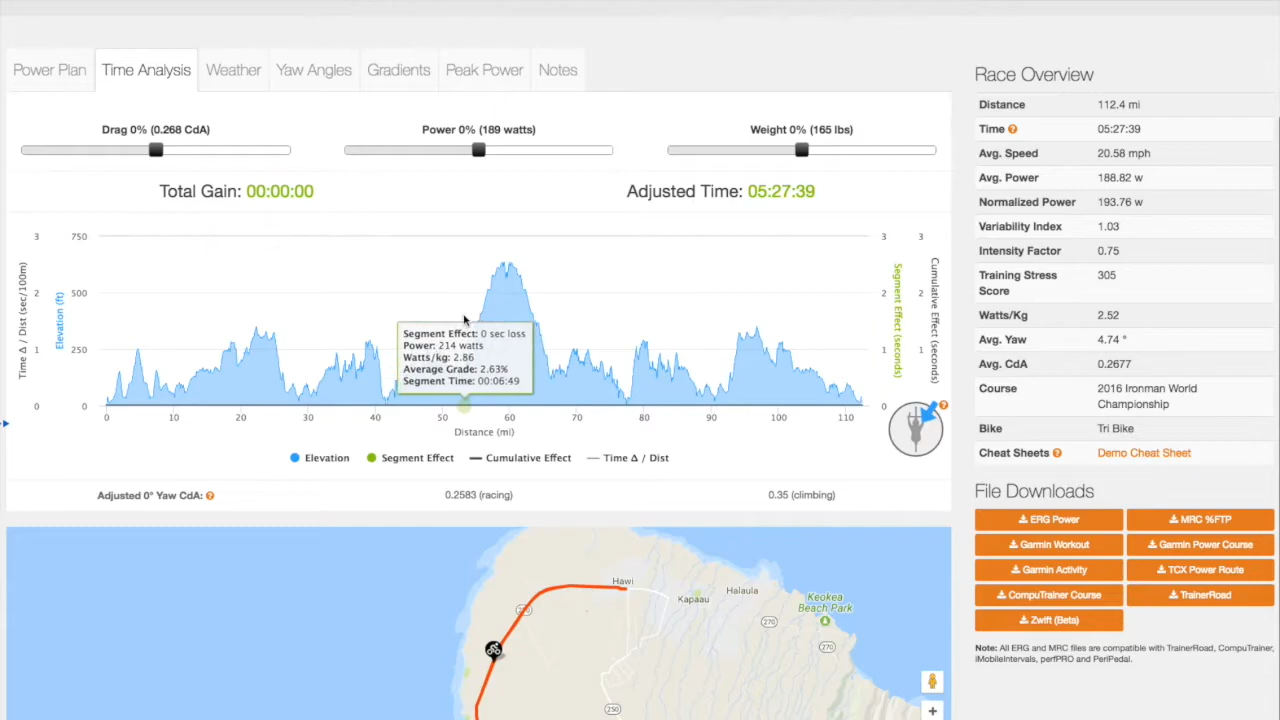 Power Plan
Time Analysis
Weather
Yaw Angles
Gradients
Peak Power
Notes
Drag 0% (0.268 CdA)
Power 0% (189 watts)
Weight 0% (165 lbs)
Total Gain: 00:00:00
Adjusted Time: 05:27:39
Time Δ / Dist (sec/100m)
3
2
1
0
Elevation (ft)
750
500
250
0
Segment Effect: 0 sec loss
Power: 214 watts
Watts/kg: 2.86
Average Grade: 2.63%
Segment Time: 00:06:49
3
2
1
0
Segment Effect (seconds)
3
2
1
Cumulative Effect (seconds)
?
0 10 20 30 40 50 60 70 80 90 100 110
Distance (mi)
Elevation
Segment Effect
Cumulative Effect
Time Δ / Dist
Adjusted 0° Yaw CdA: ?
0.2583 (racing)
0.35 (climbing)
Hawi
Kapaau
Halaula
Keokea
Beach Park
270
270
270
250
+
Race Overview
Distance 112.4 mi
Time ? 05:27:39
Avg. Speed 20.58 mph
Avg. Power 188.82 w
Normalized Power 193.76 w
Variability Index 1.03
Intensity Factor 0.75
Training Stress 305
Score
Watts/Kg 2.52
Avg. Yaw 4.74 °
Avg. CdA 0.2677
Course 2016 Ironman World
Championship
Bike Tri Bike
Cheat Sheets ? Demo Cheat Sheet
File Downloads
ERG Power
MRC %FTP
Garmin Workout
Garmin Power Course
Garmin Activity
TCX Power Route
CompuTrainer Course
TrainerRoad
Zwift (Beta)
Note: All ERG and MRC files are compatible with TrainerRoad, CompuTrainer,
iMobileIntervals, perfPRO and PeriPedal.